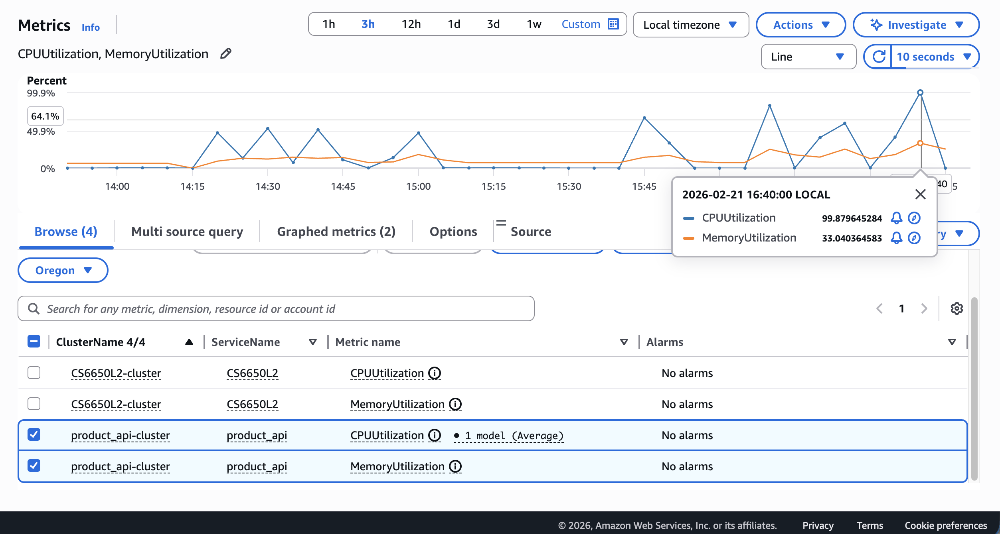 Metrics Info 1h 3h 12h 1d 3d 1w Custom Local timezone Actions Investigate
CPUUtilization, MemoryUtilization Line 10 seconds
Percent
99.9%
64.1%
49.9%
0%
14:00 14:15 14:30 14:45 15:00 15:15 15:30 15:45 40 5
2026-02-21 16:40:00 LOCAL
CPUUtilization 99.879645284
MemoryUtilization 33.040364583
Browse (4) Multi source query Graphed metrics (2) Options Source
Oregon
Search for any metric, dimension, resource id or account id 1
ClusterName 4/4 ServiceName Metric name Alarms
CS6650L2-cluster CS6650L2 CPUUtilization No alarms
CS6650L2-cluster CS6650L2 MemoryUtilization No alarms
product_api-cluster product_api CPUUtilization • 1 model (Average) No alarms
product_api-cluster product_api MemoryUtilization No alarms
© 2026, Amazon Web Services, Inc. or its affiliates. Privacy Terms Cookie preferences